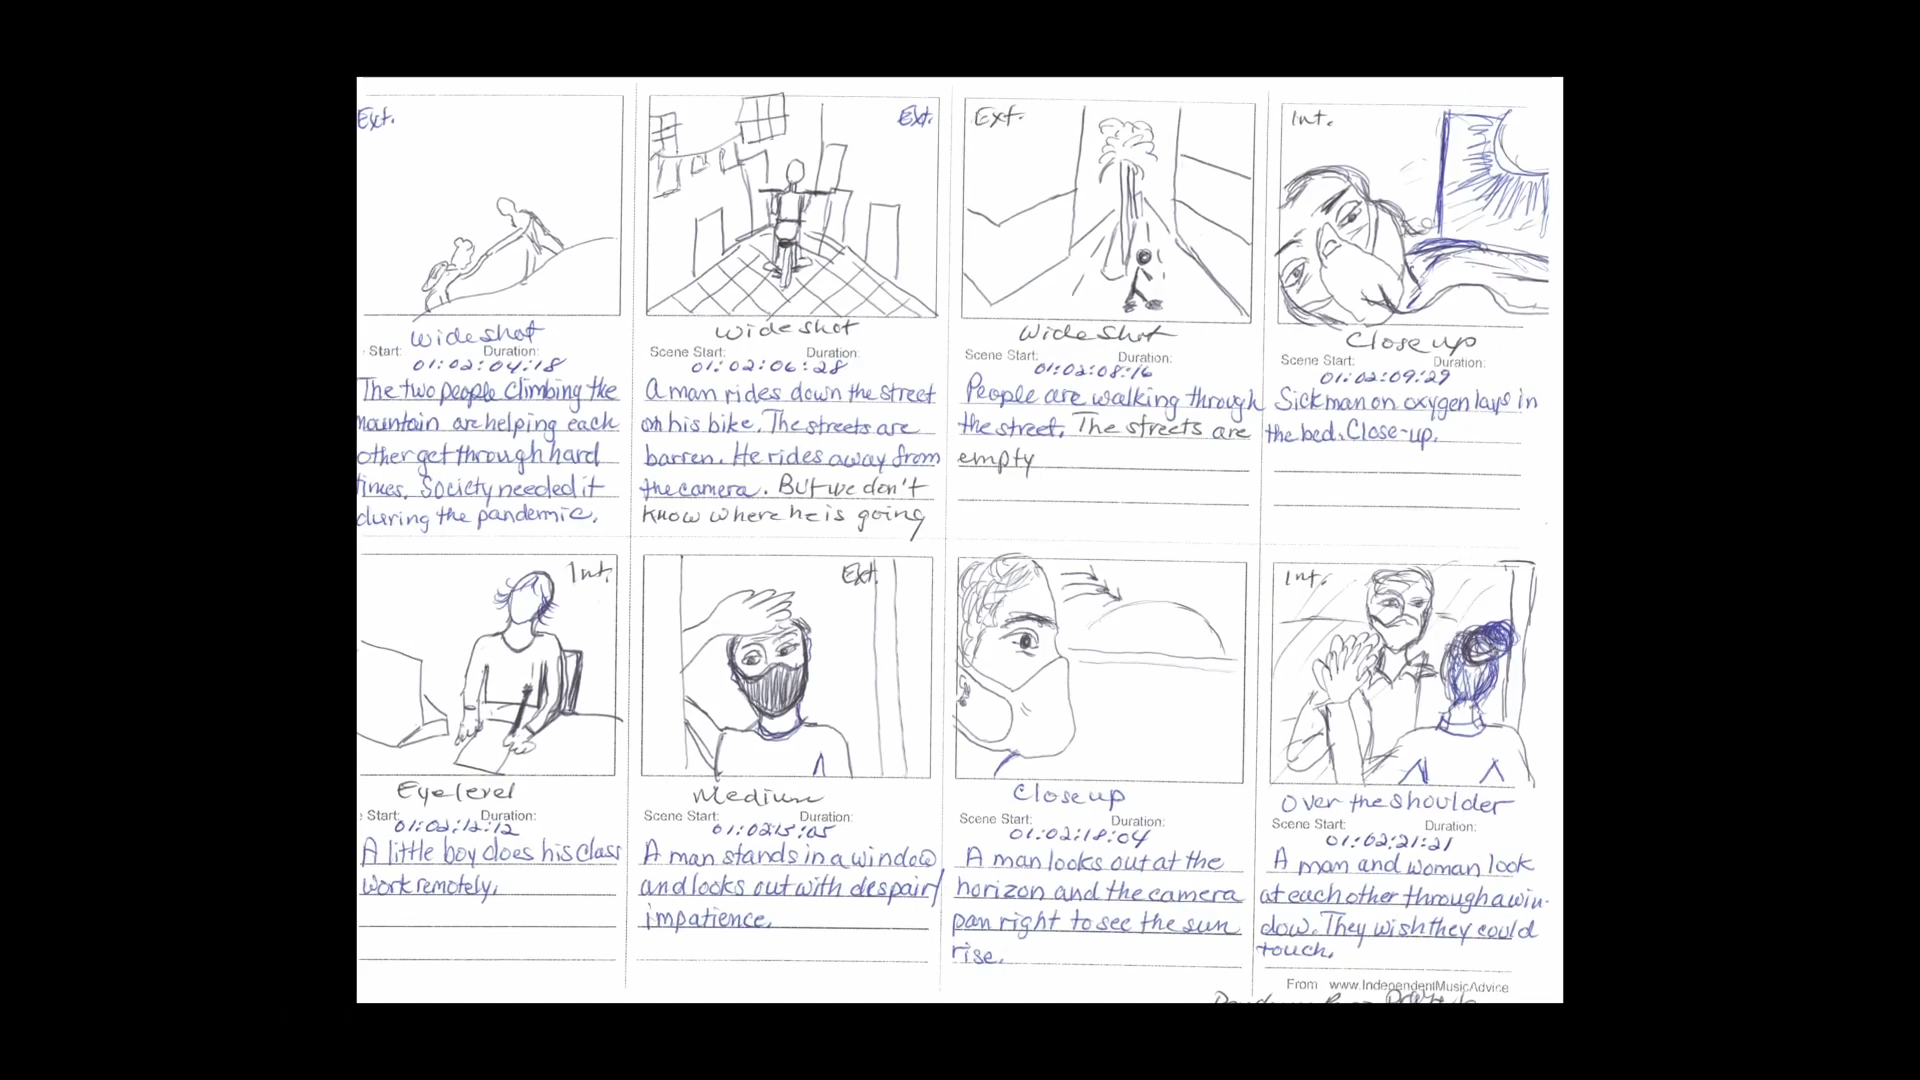 Ext.
wide shot
Start: Duration:
01:02:04:18
The two people climbing the
mountain are helping each
other get through hard
times. Society needed it
during the pandemic.
Ext.
wide shot
Scene Start: Duration:
01:02:06:28
A man rides down the street
on his bike. The streets are
barren. He rides away from
the camera. But we don't
know where he is going
Ext.
wide shot
Scene Start: Duration:
01:02:08:16
People are walking through
the street. The streets are
empty
Int.
Close up
Scene Start: Duration:
01:02:09:29
Sick man on oxygen lays in
the bed. Close-up.
Int.
Eye level
Start: Duration:
01:02:12:12
A little boy does his class
work remotely.
Ext.
Medium
Scene Start: Duration:
01:02:15:05
A man stands in a window
and looks out with despair/
impatience.
Close up
Scene Start: Duration:
01:02:18:04
A man looks out at the
horizon and the camera
pan right to see the sun
rise.
Int.
Over the shoulder
Scene Start: Duration:
01:02:21:21
A man and woman look
at each other through a win-
dow. They wish they could
touch.
From www.IndependentMusicAdvice